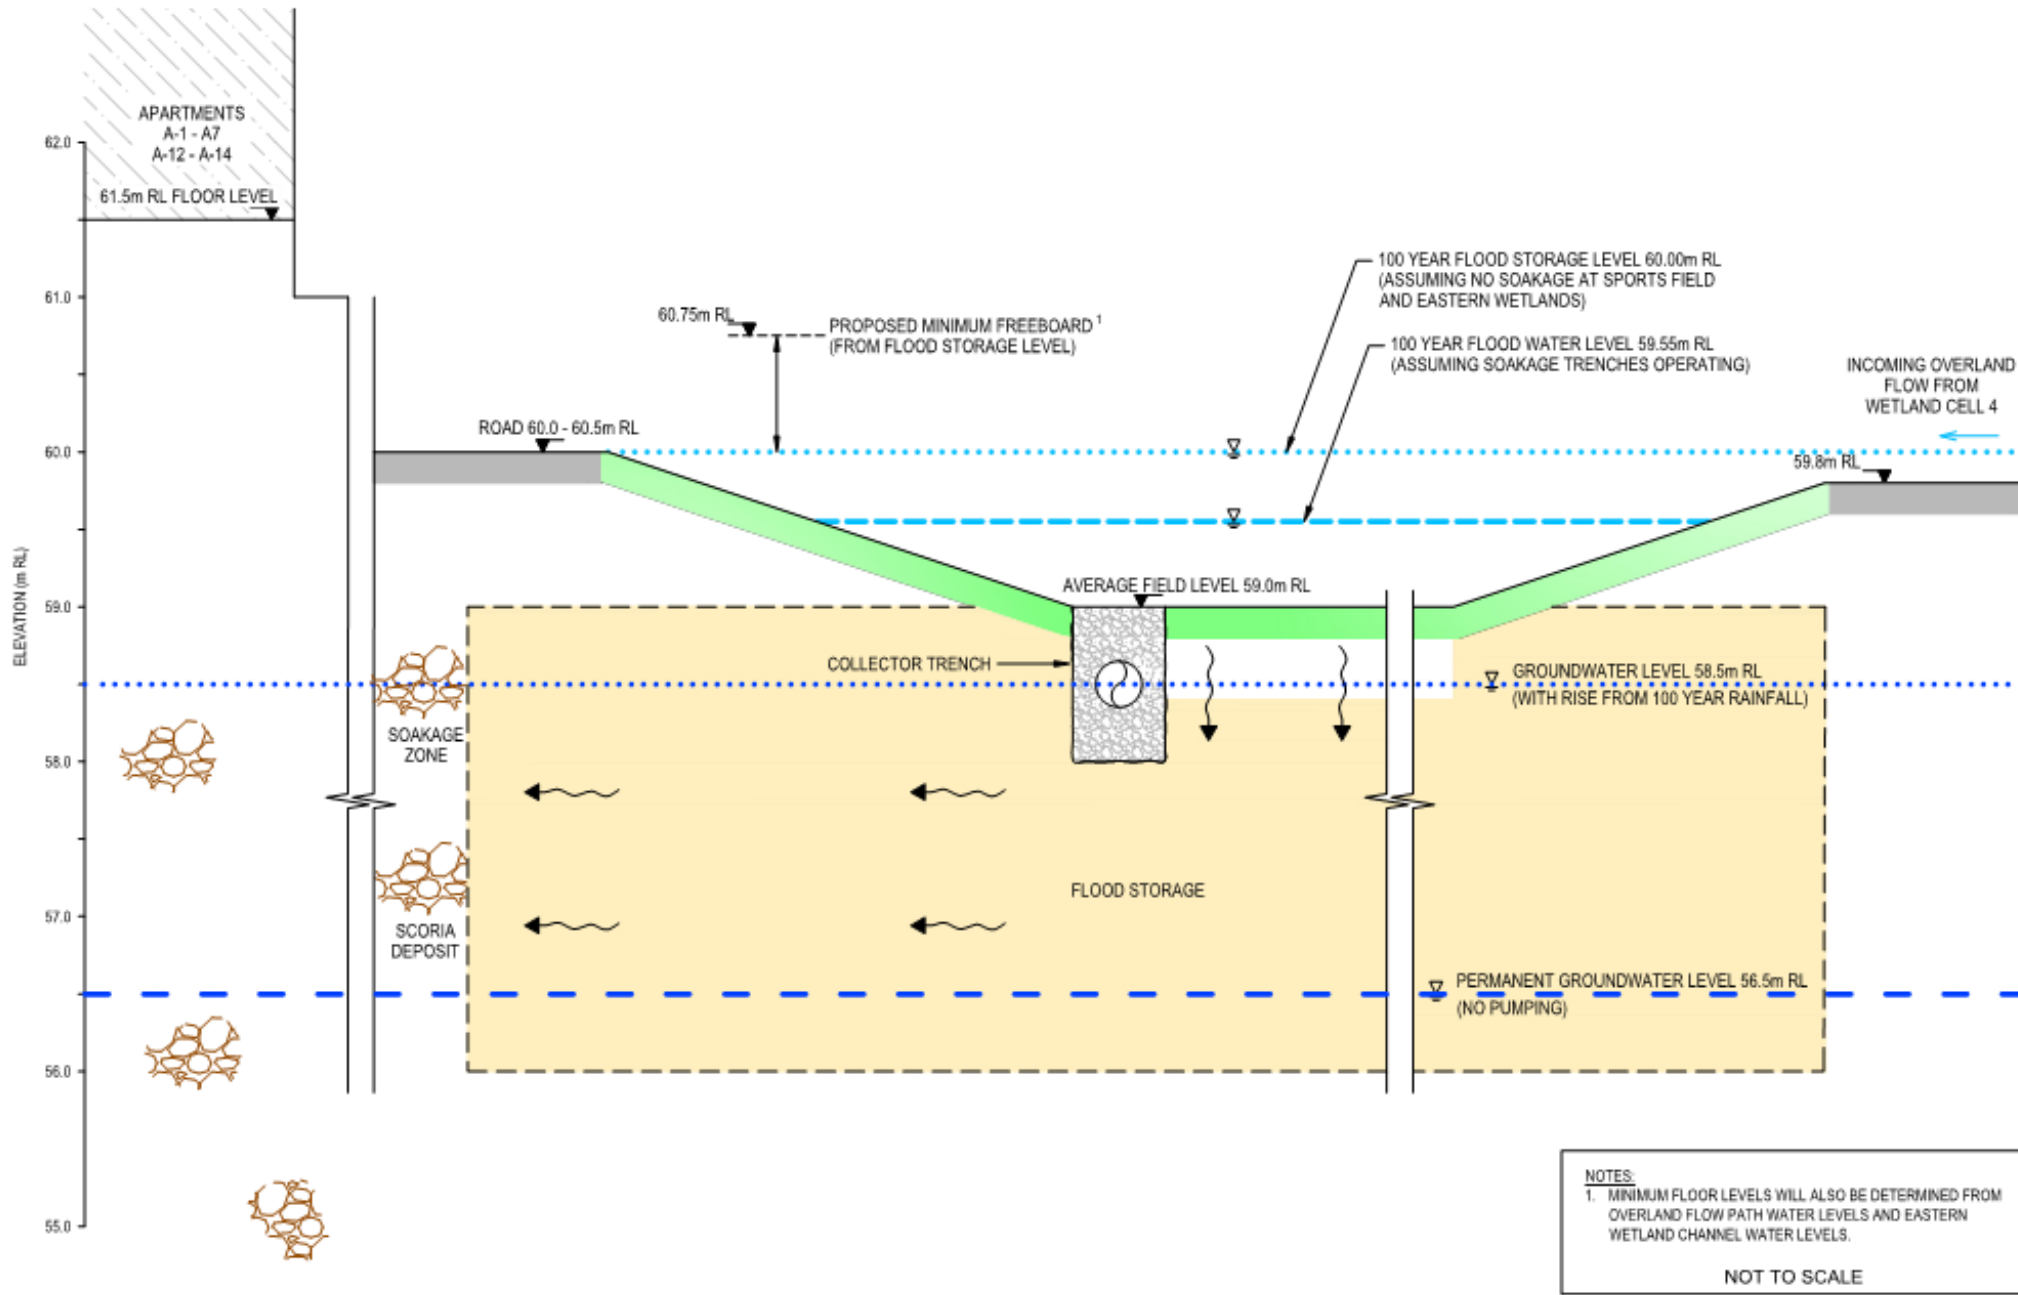 APARTMENTS
A-1 - A7
A-12 - A-14
62.0
61.5m RL FLOOR LEVEL
100 YEAR FLOOD STORAGE LEVEL 60.00m RL
(ASSUMING NO SOAKAGE AT SPORTS FIELD
AND EASTERN WETLANDS)
61.0
60.75m RL
PROPOSED MINIMUM FREEBOARD 1
(FROM FLOOD STORAGE LEVEL)
100 YEAR FLOOD WATER LEVEL 59.55m RL
(ASSUMING SOAKAGE TRENCHES OPERATING)
INCOMING OVERLAND
FLOW FROM
WETLAND CELL 4
ROAD 60.0 - 60.5m RL
60.0
59.8m RL
ELEVATION (m RL)
AVERAGE FIELD LEVEL 59.0m RL
59.0
COLLECTOR TRENCH
GROUNDWATER LEVEL 58.5m RL
(WITH RISE FROM 100 YEAR RAINFALL)
SOAKAGE
ZONE
58.0
FLOOD STORAGE
57.0
SCORIA
DEPOSIT
PERMANENT GROUNDWATER LEVEL 56.5m RL
(NO PUMPING)
56.0
55.0
NOTES:
1. MINIMUM FLOOR LEVELS WILL ALSO BE DETERMINED FROM
OVERLAND FLOW PATH WATER LEVELS AND EASTERN
WETLAND CHANNEL WATER LEVELS.
NOT TO SCALE